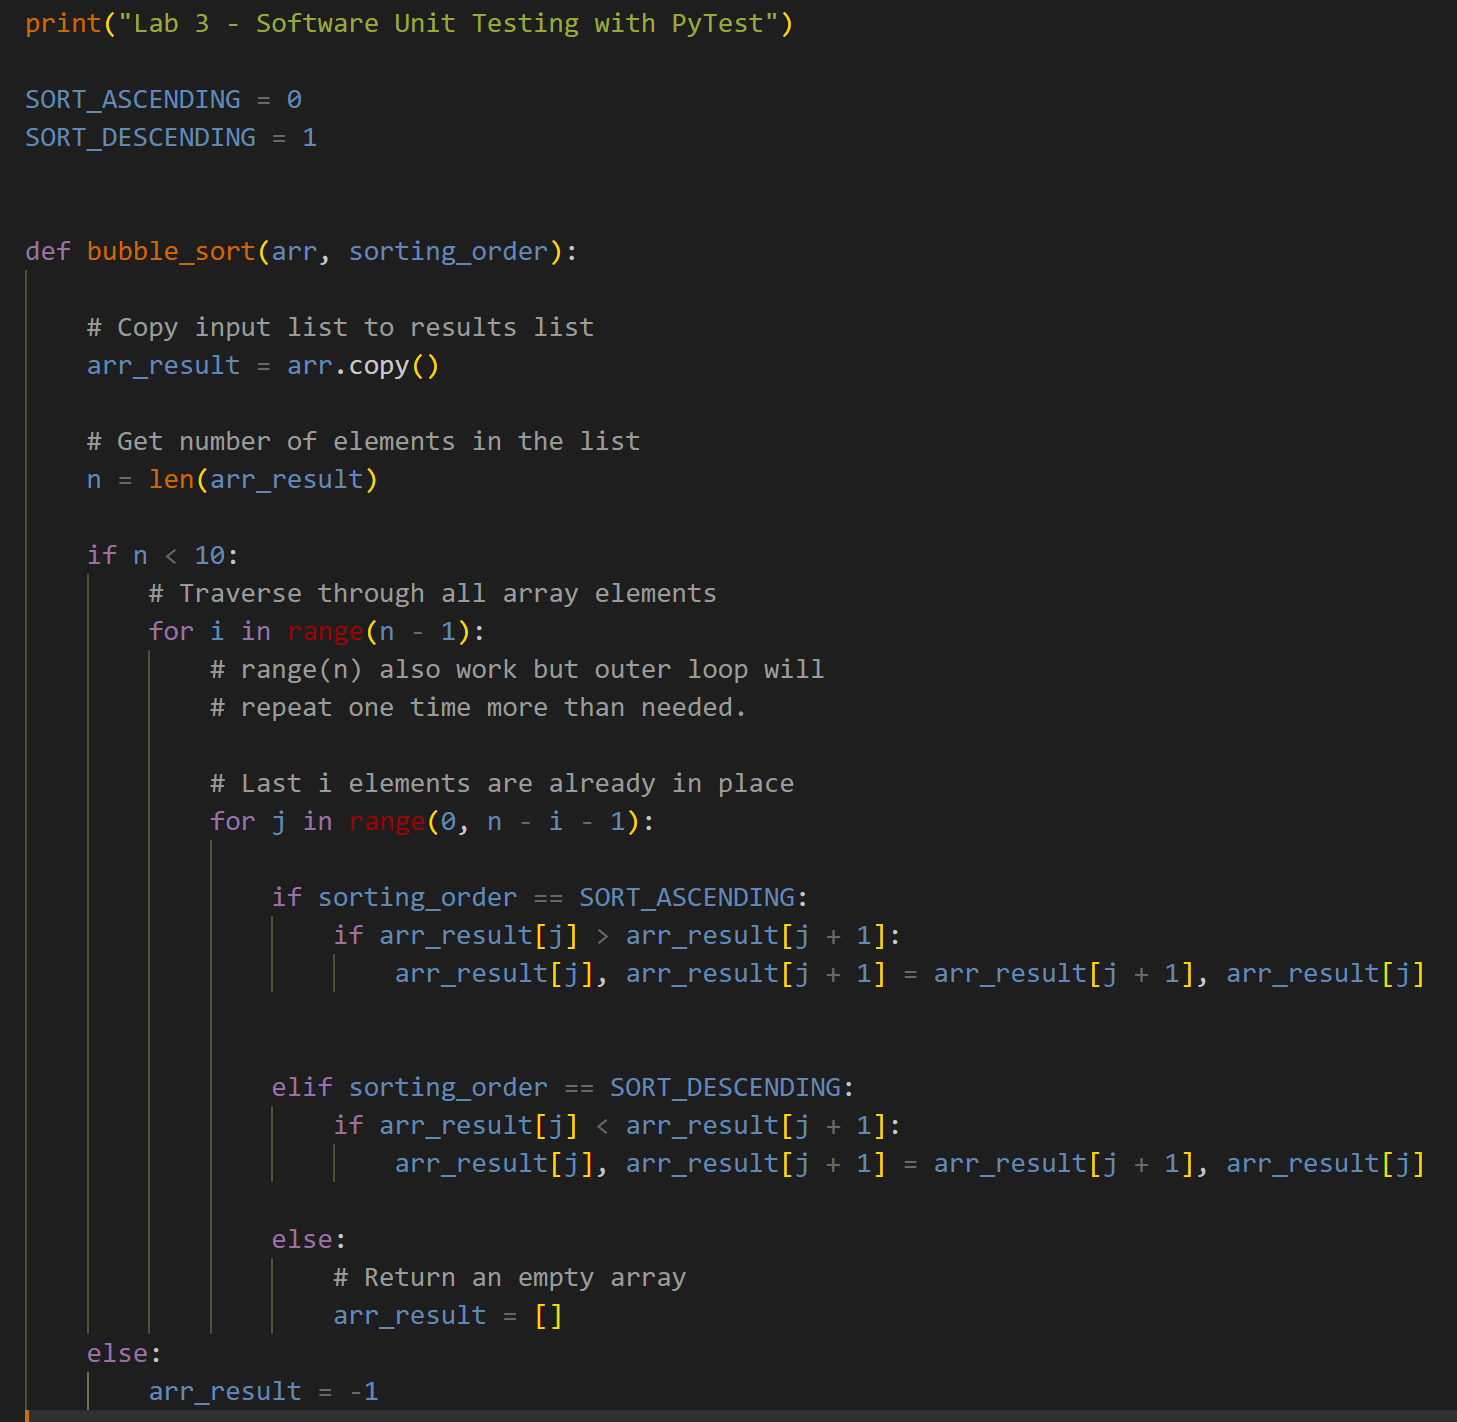 print("Lab 3 - Software Unit Testing with PyTest")
SORT_ASCENDING = 0
SORT_DESCENDING = 1
def bubble_sort(arr, sorting_order):
    # Copy input list to results list
    arr_result = arr.copy()
    # Get number of elements in the list
    n = len(arr_result)
    if n < 10:
        # Traverse through all array elements
        for i in range(n - 1):
            # range(n) also work but outer loop will
            # repeat one time more than needed.
            # Last i elements are already in place
            for j in range(0, n - i - 1):
                if sorting_order == SORT_ASCENDING:
                    if arr_result[j] > arr_result[j + 1]:
                        arr_result[j], arr_result[j + 1] = arr_result[j + 1], arr_result[j]
                elif sorting_order == SORT_DESCENDING:
                    if arr_result[j] < arr_result[j + 1]:
                        arr_result[j], arr_result[j + 1] = arr_result[j + 1], arr_result[j]
                else:
                    # Return an empty array
                    arr_result = []
    else:
        arr_result = -1